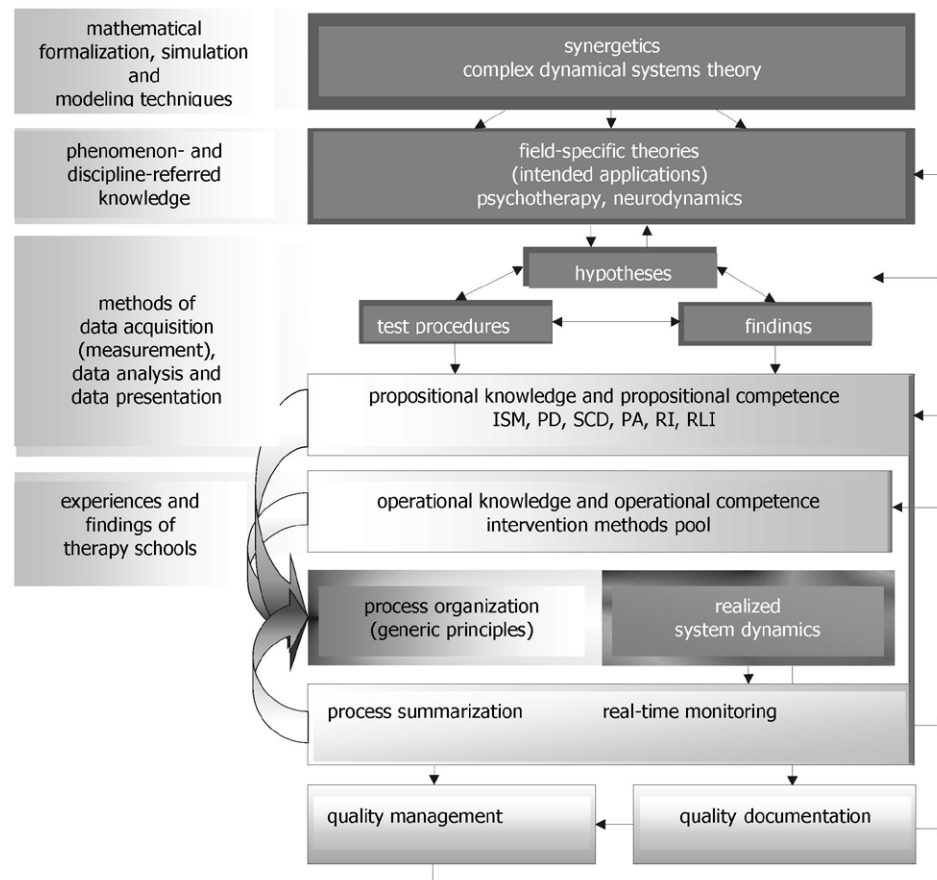 mathematical
formalization, simulation
and
modeling techniques
synergetics
complex dynamical systems theory
phenomenon- and
discipline-referred
knowledge
field-specific theories
(intended applications)
psychotherapy, neurodynamics
methods of
data acquisition
(measurement),
data analysis and
data presentation
hypotheses
test procedures
findings
propositional knowledge and propositional competence
ISM, PD, SCD, PA, RI, RLI
experiences and
findings of
therapy schools
operational knowledge and operational competence
intervention methods pool
process organization
(generic principles)
realized
system dynamics
process summarization
real-time monitoring
quality management
quality documentation